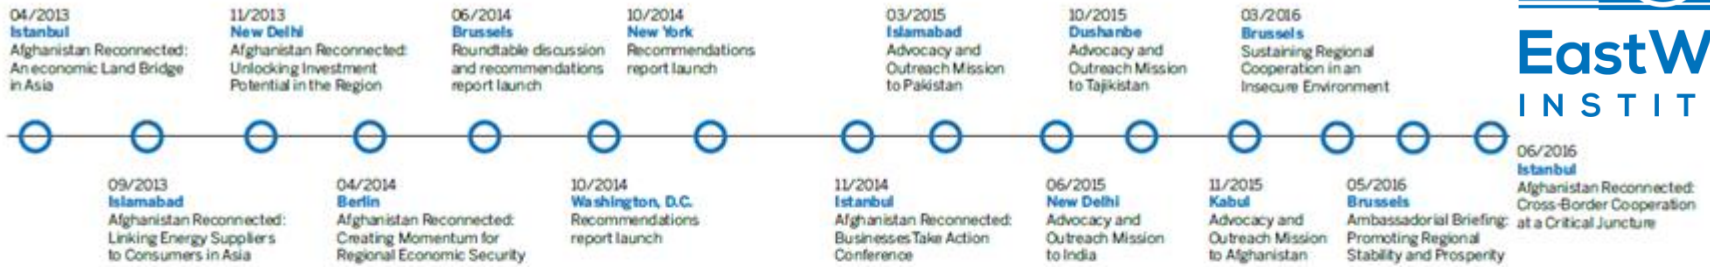 04/2013
Istanbul
Afghanistan Reconnected:
An economic Land Bridge
in Asia
09/2013
Islamabad
Afghanistan Reconnected:
Linking Energy Suppliers
to Consumers in Asia
11/2013
New Delhi
Afghanistan Reconnected:
Unlocking Investment
Potential in the Region
04/2014
Berlin
Afghanistan Reconnected:
Creating Momentum for
Regional Economic Security
06/2014
Brussels
Roundtable discussion
and recommendations
report launch
10/2014
Washington, D.C.
Recommendations
report launch
10/2014
New York
Recommendations
report launch
11/2014
Istanbul
Afghanistan Reconnected:
Businesses Take Action
Conference
03/2015
Islamabad
Advocacy and
Outreach Mission
to Pakistan
06/2015
New Delhi
Advocacy and
Outreach Mission
to India
10/2015
Dushanbe
Advocacy and
Outreach Mission
to Tajikistan
11/2015
Kabul
Advocacy and
Outreach Mission
to Afghanistan
03/2016
Brussels
Sustaining Regional
Cooperation in an
Insecure Environment
05/2016
Brussels
Ambassadorial Briefing:
Promoting Regional
Stability and Prosperity
06/2016
Istanbul
Afghanistan Reconnected:
Cross-Border Cooperation
at a Critical Juncture
EastW
INSTIT